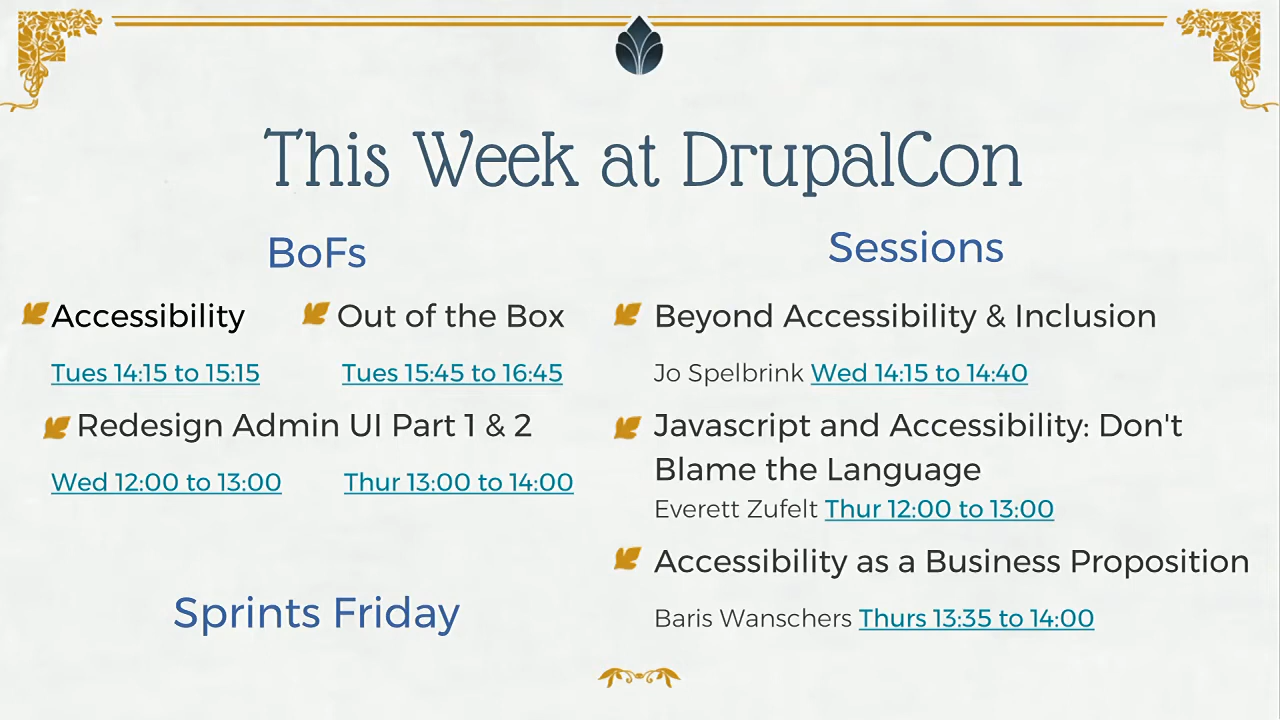 This Week at DrupalCon
BoFs
Accessibility
Out of the Box
Tues 14:15 to 15:15
Tues 15:45 to 16:45
Redesign Admin UI Part 1 & 2
Wed 12:00 to 13:00
Thur 13:00 to 14:00
Sprints Friday
Sessions
Beyond Accessibility & Inclusion
Jo Spelbrink Wed 14:15 to 14:40
Javascript and Accessibility: Don't
Blame the Language
Everett Zufelt Thur 12:00 to 13:00
Accessibility as a Business Proposition
Baris Wanschers Thurs 13:35 to 14:00